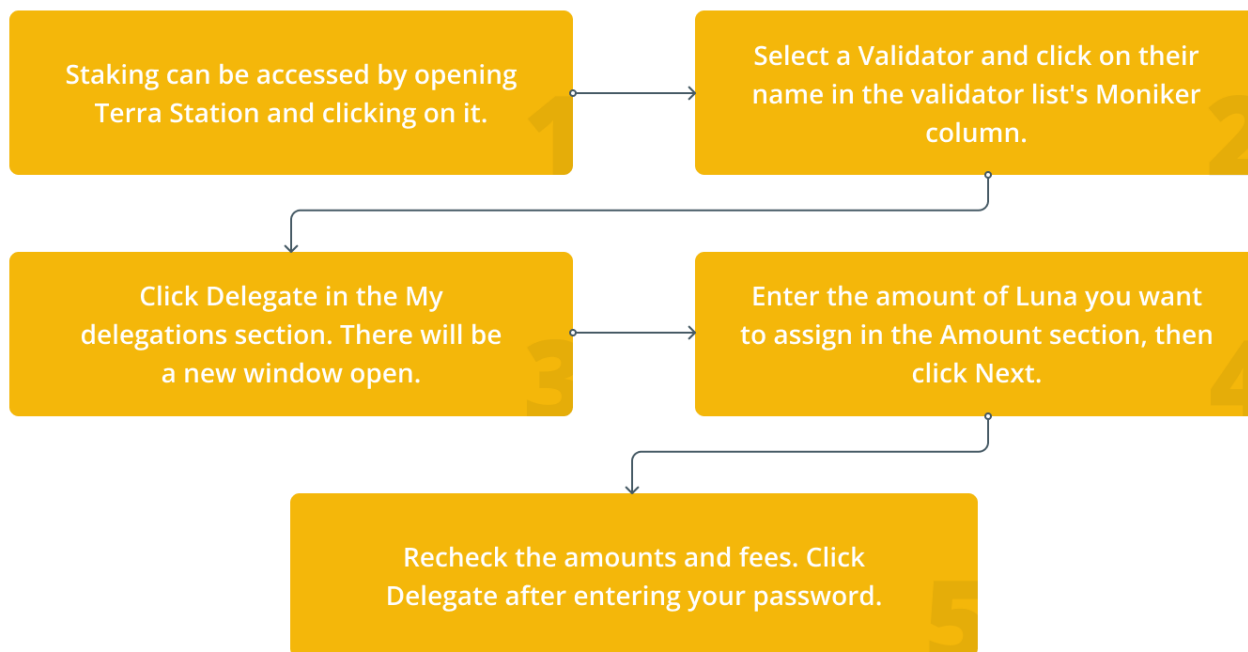 Staking can be accessed by opening
Terra Station and clicking on it.
1
Select a Validator and click on their
name in the validator list's Moniker
column.
2
Click Delegate in the My
delegations section. There will be
a new window open.
3
Enter the amount of Luna you want
to assign in the Amount section, then
click Next.
4
Recheck the amounts and fees. Click
Delegate after entering your password.
5